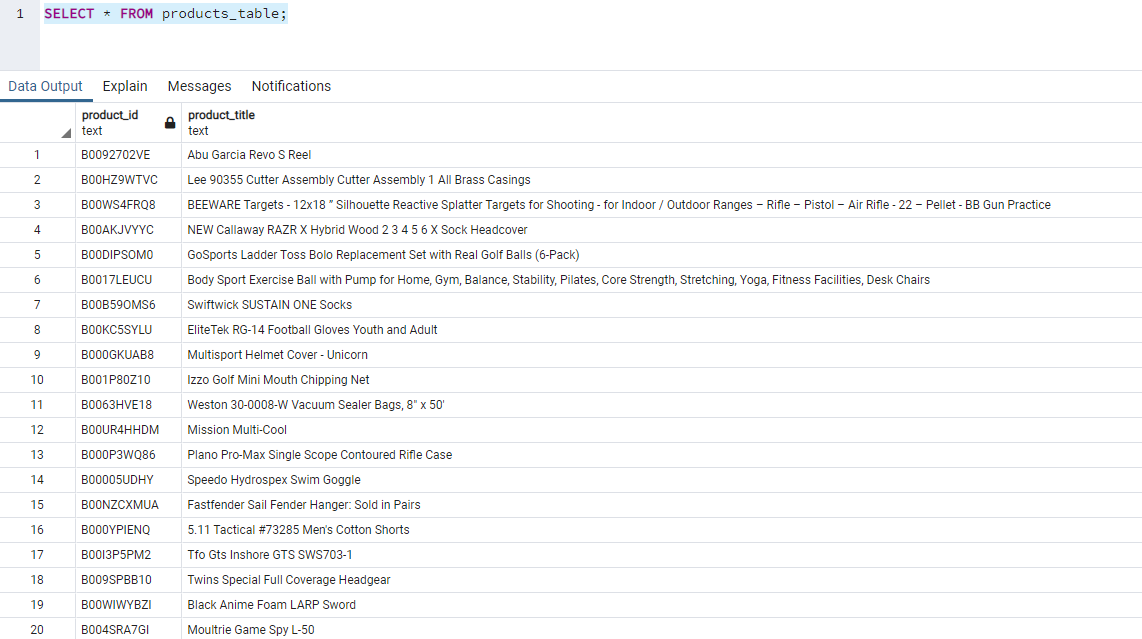 1 SELECT * FROM products_table;
Data Output Explain Messages Notifications
product_id product_title
text text
1 B0092702VE Abu Garcia Revo S Reel
2 B00HZ9WTVC Lee 90355 Cutter Assembly Cutter Assembly 1 All Brass Casings
3 B00WS4FRQ8 BEEWARE Targets - 12x18 ” Silhouette Reactive Splatter Targets for Shooting - for Indoor / Outdoor Ranges – Rifle – Pistol – Air Rifle - 22 – Pellet - BB Gun Practice
4 B00AKJVYYC NEW Callaway RAZR X Hybrid Wood 2 3 4 5 6 X Sock Headcover
5 B00DIPSOM0 GoSports Ladder Toss Bolo Replacement Set with Real Golf Balls (6-Pack)
6 B0017LEUCU Body Sport Exercise Ball with Pump for Home, Gym, Balance, Stability, Pilates, Core Strength, Stretching, Yoga, Fitness Facilities, Desk Chairs
7 B00B59OMS6 Swiftwick SUSTAIN ONE Socks
8 B00KC5SYLU EliteTek RG-14 Football Gloves Youth and Adult
9 B000GKUAB8 Multisport Helmet Cover - Unicorn
10 B001P80Z10 Izzo Golf Mini Mouth Chipping Net
11 B0063HVE18 Weston 30-0008-W Vacuum Sealer Bags, 8" x 50'
12 B00UR4HHDM Mission Multi-Cool
13 B000P3WQ86 Plano Pro-Max Single Scope Contoured Rifle Case
14 B00005UDHY Speedo Hydrospex Swim Goggle
15 B00NZCXMUA Fastfender Sail Fender Hanger: Sold in Pairs
16 B000YPIENQ 5.11 Tactical #73285 Men's Cotton Shorts
17 B00I3P5PM2 Tfo Gts Inshore GTS SWS703-1
18 B009SPBB10 Twins Special Full Coverage Headgear
19 B00WIWYBZI Black Anime Foam LARP Sword
20 B004SRA7GI Moultrie Game Spy L-50